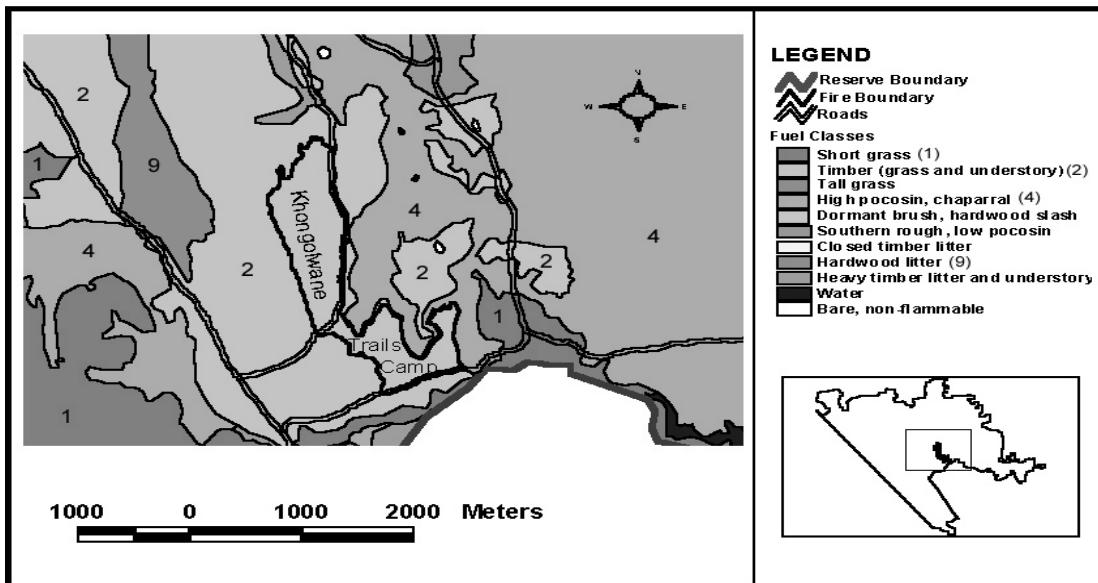 2
1
9
4
2
Khongolwane
4
2
2
4
1
Trails
Camp
1
N
W E
S
1000 0 1000 2000 Meters
LEGEND
Reserve Boundary
Fire Boundary
Roads
Fuel Classes
Short grass (1)
Timber (grass and understory) (2)
Tall grass
High pocosin, chaparral (4)
Dormant brush, hardwood slash
Southern rough, low pocosin
Closed timber litter
Hardwood litter (9)
Heavy timber litter and understory
Water
Bare, non-flammable